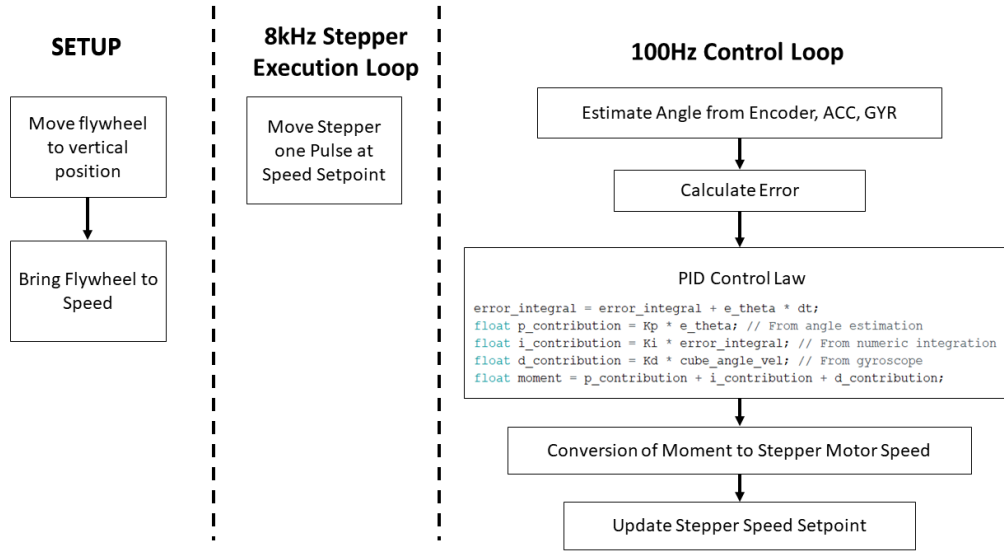 SETUP
Move flywheel
to vertical
position
Bring Flywheel to
Speed
8kHz Stepper
Execution Loop
Move Stepper
one Pulse at
Speed Setpoint
100Hz Control Loop
Estimate Angle from Encoder, ACC, GYR
Calculate Error
PID Control Law
error_integral = error_integral + e_theta * dt;
float p_contribution = Kp * e_theta; // From angle estimation
float i_contribution = Ki * error_integral; // From numeric integration
float d_contribution = Kd * cube_angle_vel; // From gyroscope
float moment = p_contribution + i_contribution + d_contribution;
Conversion of Moment to Stepper Motor Speed
Update Stepper Speed Setpoint